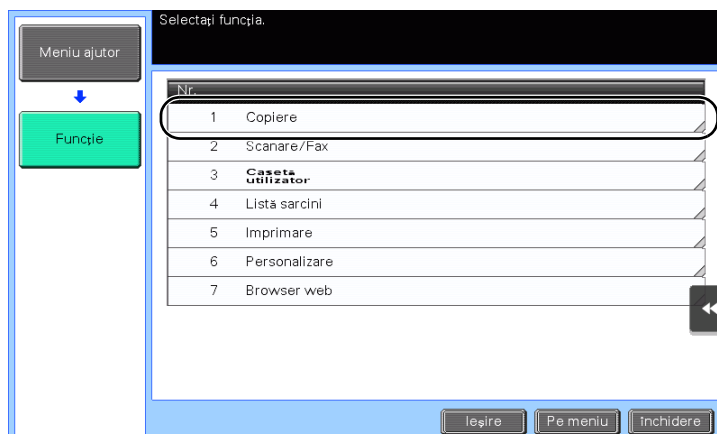 Selectați funcția.
Meniu ajutor
Funcție
Nr.
1 Copiere
2 Scanare/Fax
3 Casetă
utilizator
4 Listă sarcini
5 Imprimare
6 Personalizare
7 Browser web
Ieşire Pe meniu Închidere